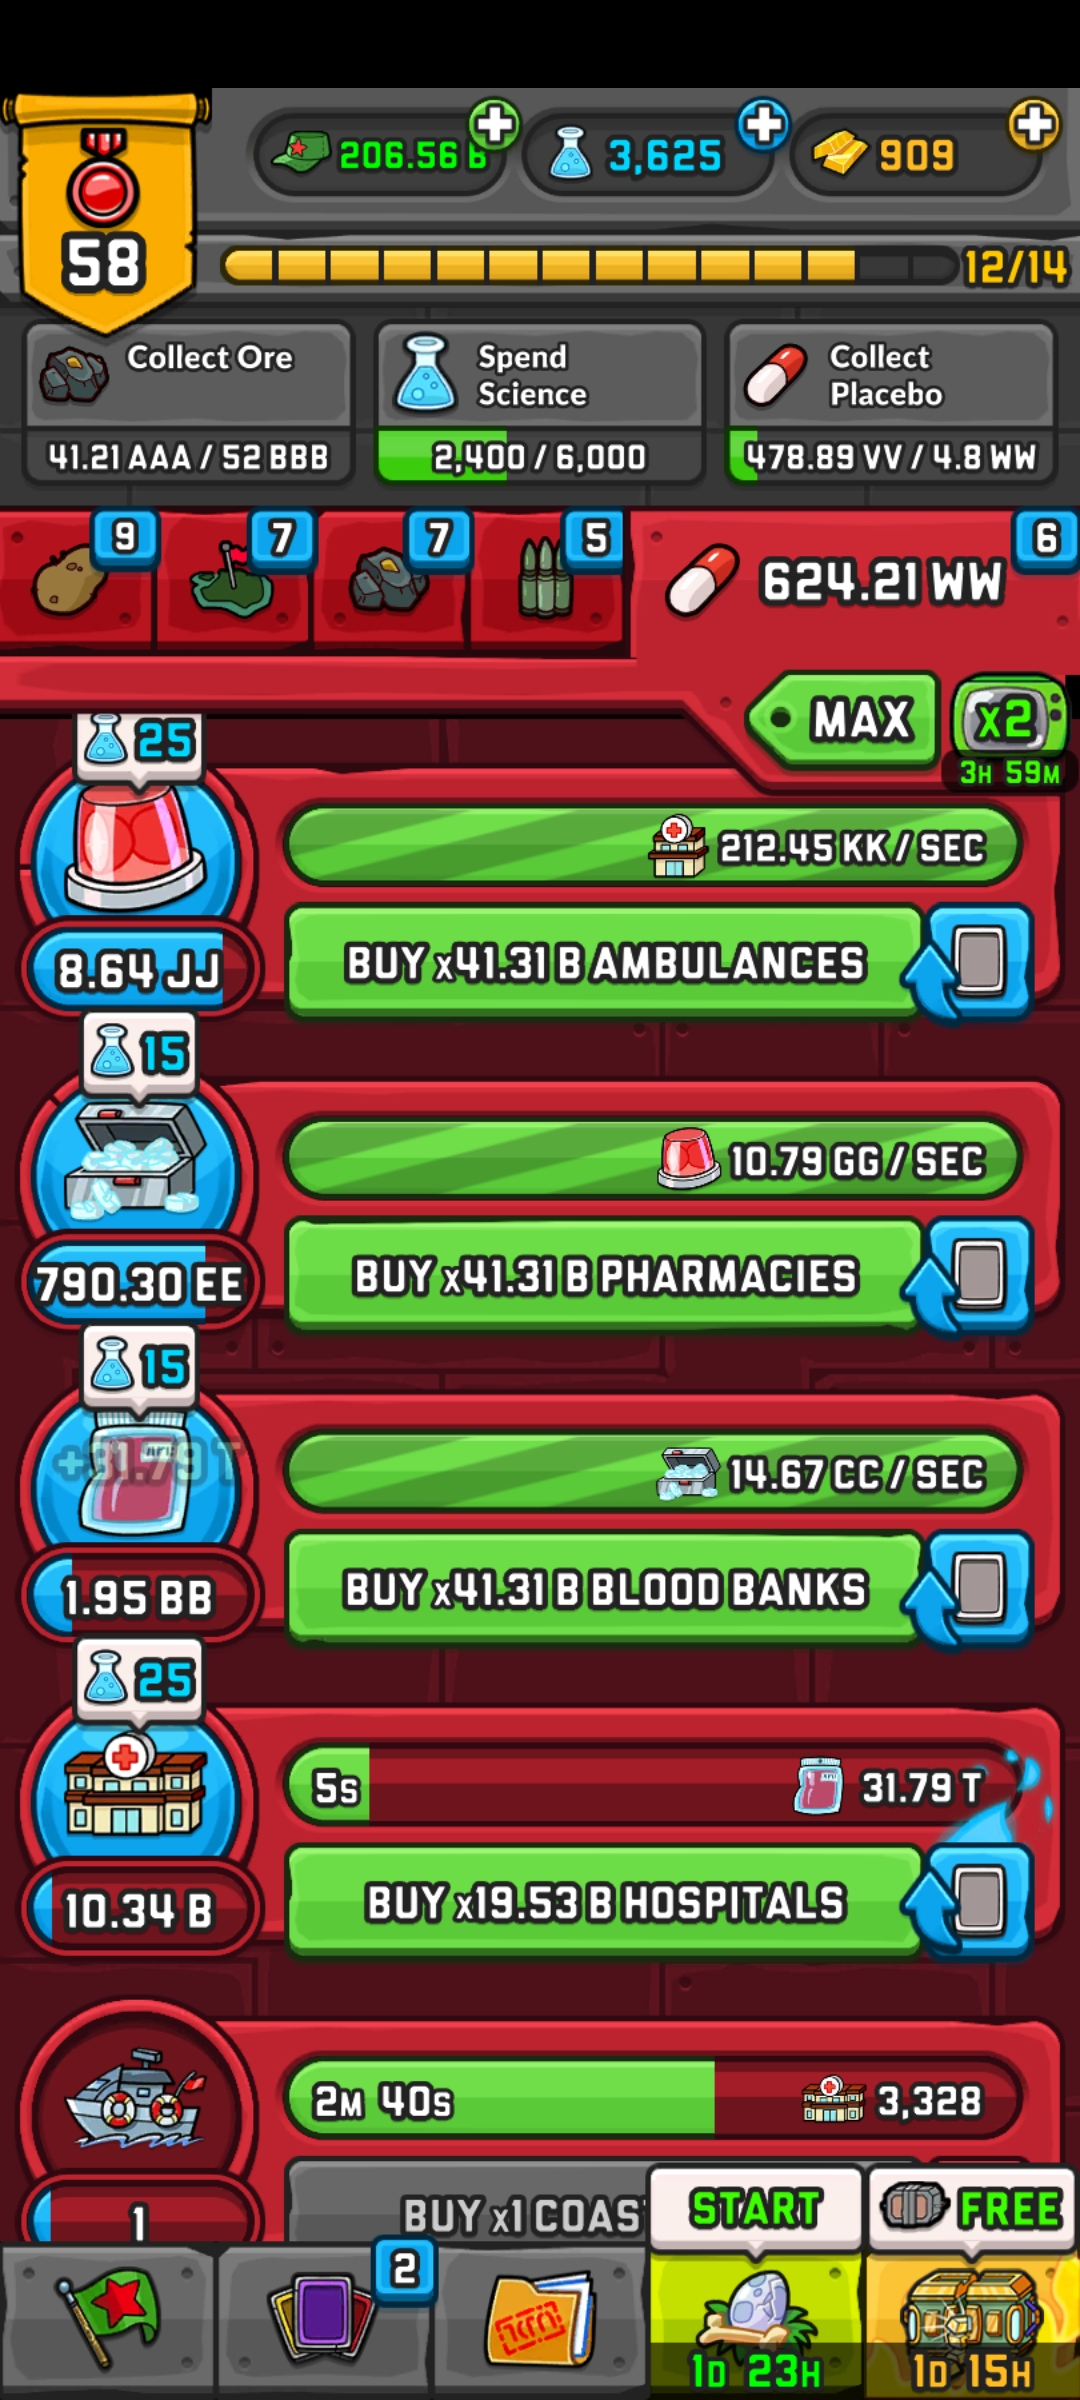 58
206.56 B
3,625
909
12/14
Collect Ore
41.21 AAA / 52 BBB
Spend
Science
2,400 / 6,000
Collect
Placebo
478.89 VV / 4.8 WW
9
7
7
5
6
624.21 WW
MAX
x2
3H 59M
25
212.45 KK / SEC
8.64 JJ
BUY x41.31 B AMBULANCES
15
10.79 GG / SEC
790.30 EE
BUY x41.31 B PHARMACIES
15
+31.79 T
14.67 CC / SEC
1.95 BB
BUY x41.31 B BLOOD BANKS
25
5S
31.79 T
10.34 B
BUY x19.53 B HOSPITALS
2M 40S
3,328
1
BUY x1 COAS
START
FREE
2
1D 23H
1D 15H